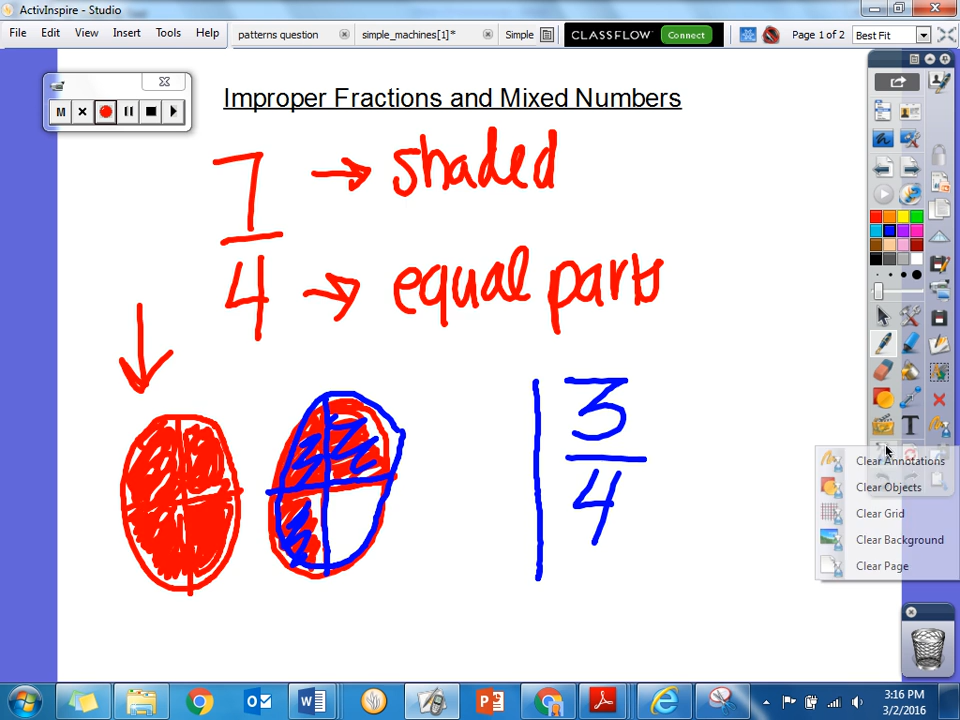 ActivInspire - Studio
File Edit View Insert Tools Help patterns question simple_machines[1]* Simple CLASSFLOW Connect Page 1 of 2 Best Fit
M
Improper Fractions and Mixed Numbers
7 → shaded
4 → equal parts
1 3
4
T
Clear Annotations
Clear Objects
Clear Grid
Clear Background
Clear Page
3:16 PM
3/2/2016